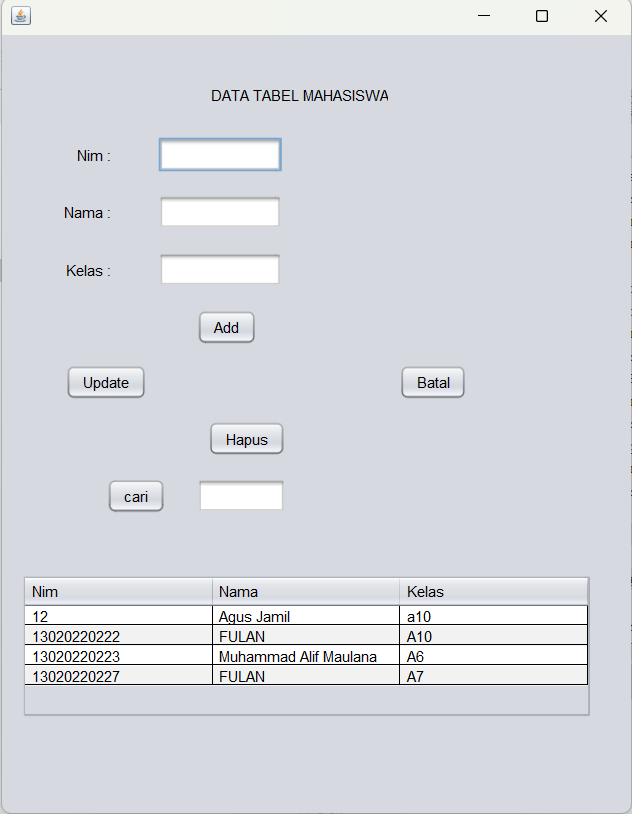 DATA TABEL MAHASISWA
Nim :
Nama :
Kelas :
Add
Update Batal
Hapus
cari
Nim Nama Kelas
12 Agus Jamil a10
13020220222 FULAN A10
13020220223 Muhammad Alif Maulana A6
13020220227 FULAN A7